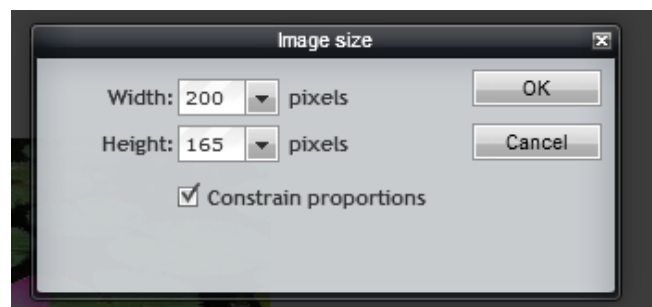 Image size
Width: 200 pixels OK
Height: 165 pixels Cancel
Constrain proportions